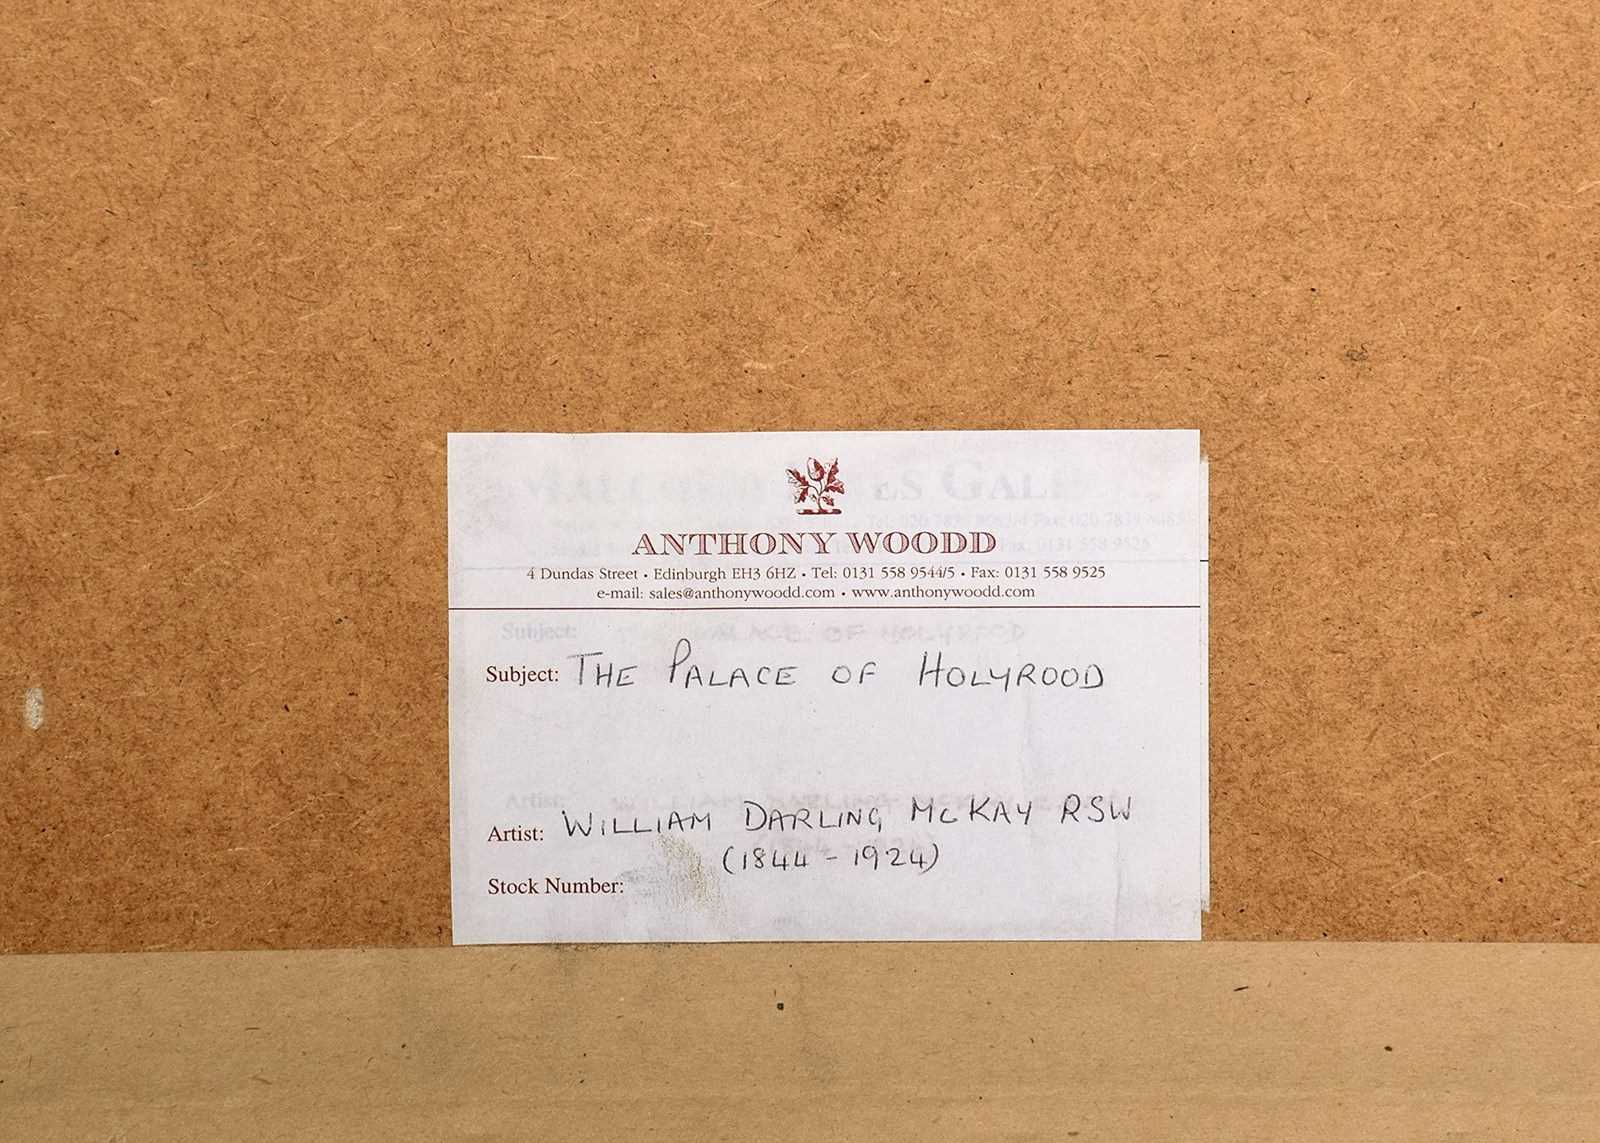 ANTHONY WOODD
4 Dundas Street • Edinburgh EH3 6HZ • Tel: 0131 558 9544/5 • Fax: 0131 558 9525
e-mail: sales@anthonywoodd.com • www.anthonywoodd.com
Subject: THE PALACE OF HOLYROOD
Artist: WILLIAM DARLING MCKAY RSW
(1844 - 1924)
Stock Number: